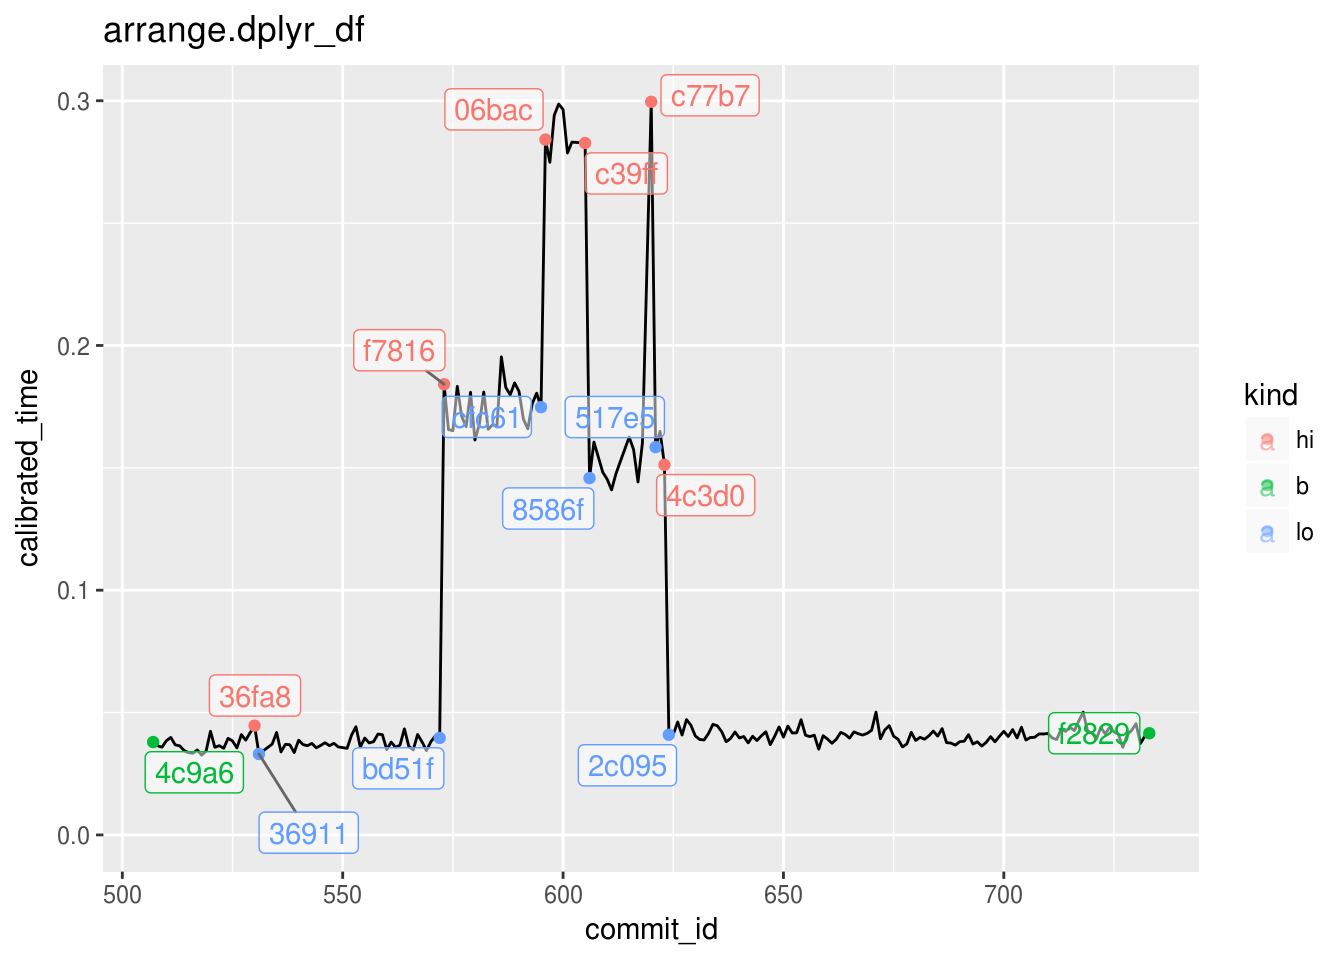 arrange.dplyr_df
calibrated_time
0.3
0.2
0.1
0.0
06bac
c77b7
c39ff
f7816
cfc61
517e5
8586f
4c3d0
36fa8
4c9a6
bd51f
2c095
f2829
36911
500
550
600
650
700
commit_id
kind
a hi
a b
a lo